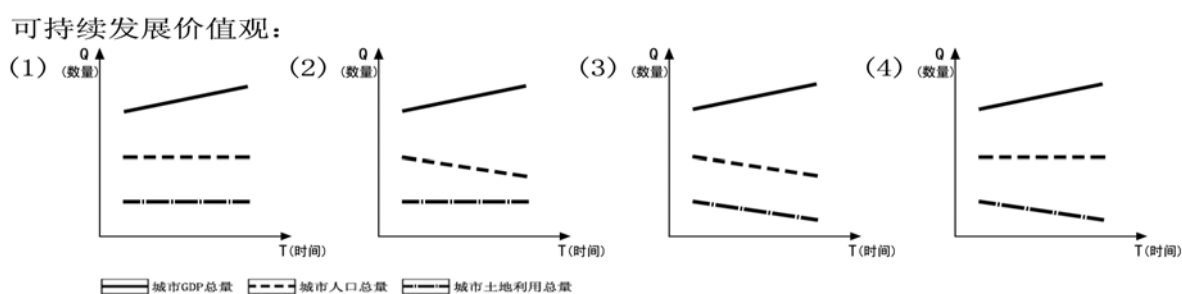 可持续发展价值观：
(1) Q (数量) T(时间)
(2) Q (数量) T(时间)
(3) Q (数量) T(时间)
(4) Q (数量) T(时间)
城市GDP总量 城市人口总量 城市土地利用总量